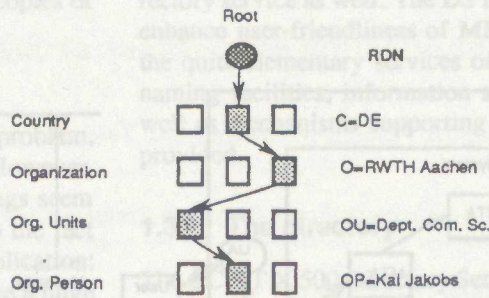 Root
RDN
Country C=DE
Organization O=RWTH Aachen
Org. Units OU=Dept. Com. Sc.
Org. Person OP=Kai Jakobs